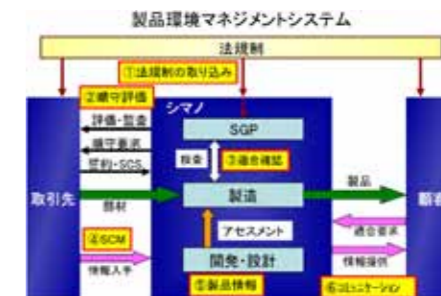 製品環境マネジメントシステム
法規制
①法規制の取り込み
②順守評価
シマノ
評価・監査
SGP
順守要求
検査
③適合確認
誓約・SCS
取引先
製造
製品
顧客
部材
アセスメント
適合要求
④SCM
開発・設計
情報提供
情報入手
⑤製品情報
⑥コミュニケーション